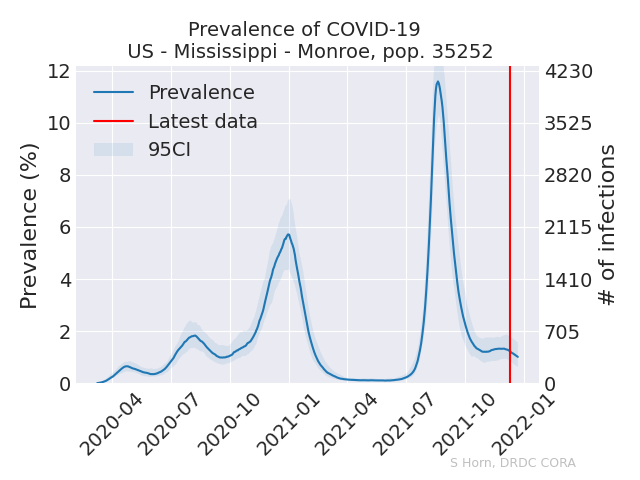 Prevalence of COVID-19
US - Mississippi - Monroe, pop. 35252
Prevalence
Latest data
95CI
Prevalence (%)
12
10
8
6
4
2
0
# of infections
4230
3525
2820
2115
1410
705
0
2020-04
2020-07
2020-10
2021-01
2021-04
2021-07
2021-10
2022-01
S Horn, DRDC CORA